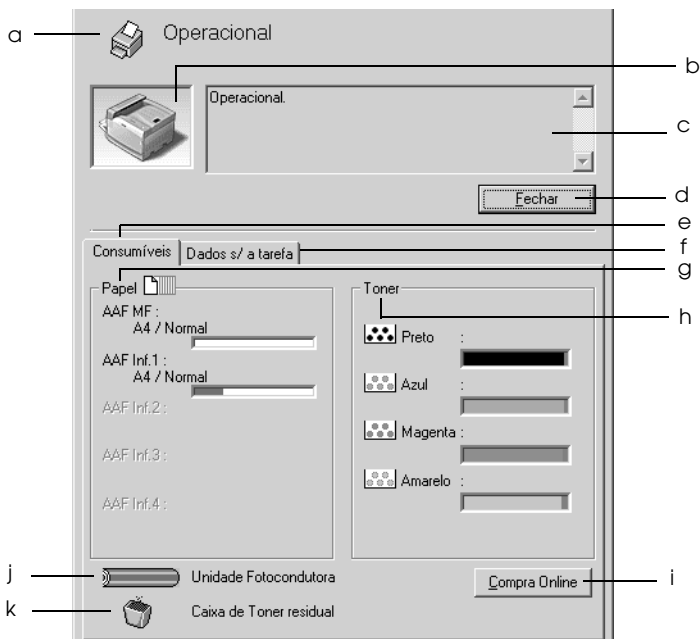 a
Operacional
b
Operacional.
c
Fechar
d
e
Consumíveis
Dados s/ a tarefa
f
g
Papel
Toner
h
AAF MF :
A4 / Normal
AAF Inf.1 :
A4 / Normal
AAF Inf.2 :
AAF Inf.3 :
AAF Inf.4 :
Preto :
Azul :
Magenta :
Amarelo :
j
Unidade Fotocondutora
Compra Online
i
k
Caixa de Toner residual